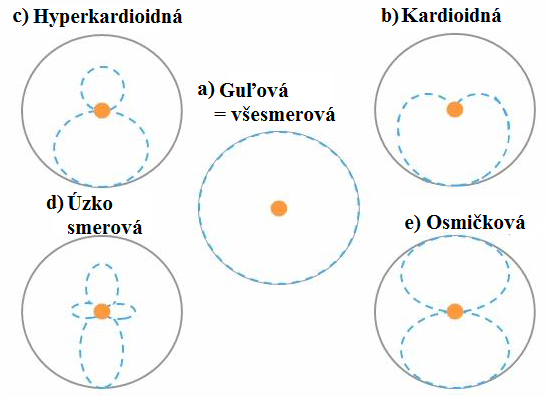 c) Hyperkardioidná
b) Kardioidná
a) Guľová
= všesmerová
d) Úzko
smerová
e) Osmičková